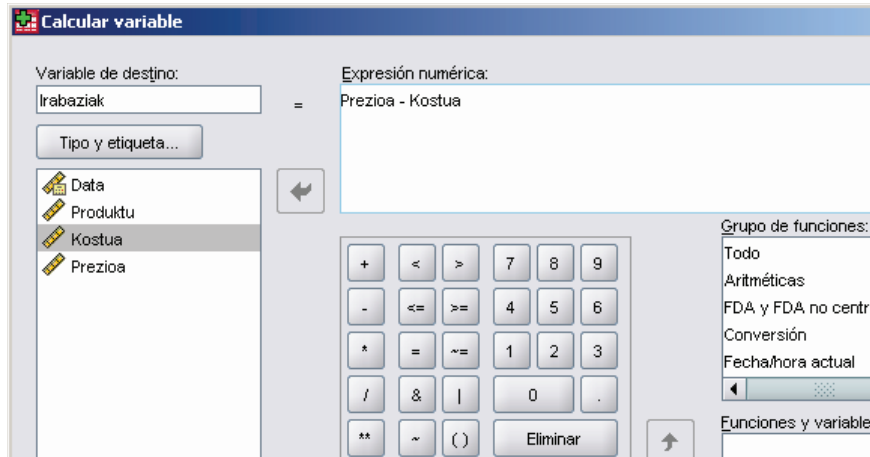 Calcular variable
Variable de destino:
Irabaziak
=
Expresión numérica:
Prezioa - Kostua
Tipo y etiqueta...
Data
Produktu
Kostua
Prezioa
+ < > 7 8 9
- <= >= 4 5 6
* = ~= 1 2 3
/ & | 0 .
** ~ () Eliminar
Grupo de funciones:
Todo
Aritméticas
FDA y FDA no centr
Conversión
Fecha/hora actual
Funciones y variable